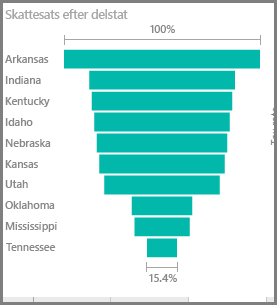 Skattesats efter delstat
100%
Arkansas
Indiana
Kentucky
Idaho
Nebraska
Kansas
Utah
Oklahoma
Mississippi
Tennessee
15.4%